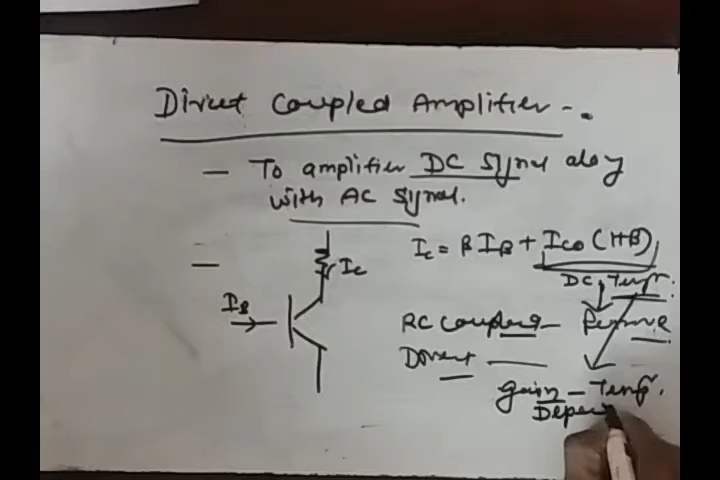 Direct Coupled Amplifier -.
— To amplifier DC Signal along
with AC Signal.
— Ic = β IB + Ico (1+β)
Ic
DC, Temp.
IB
RC Coupled — Remove
Direct —
gain — Temp.
Depen